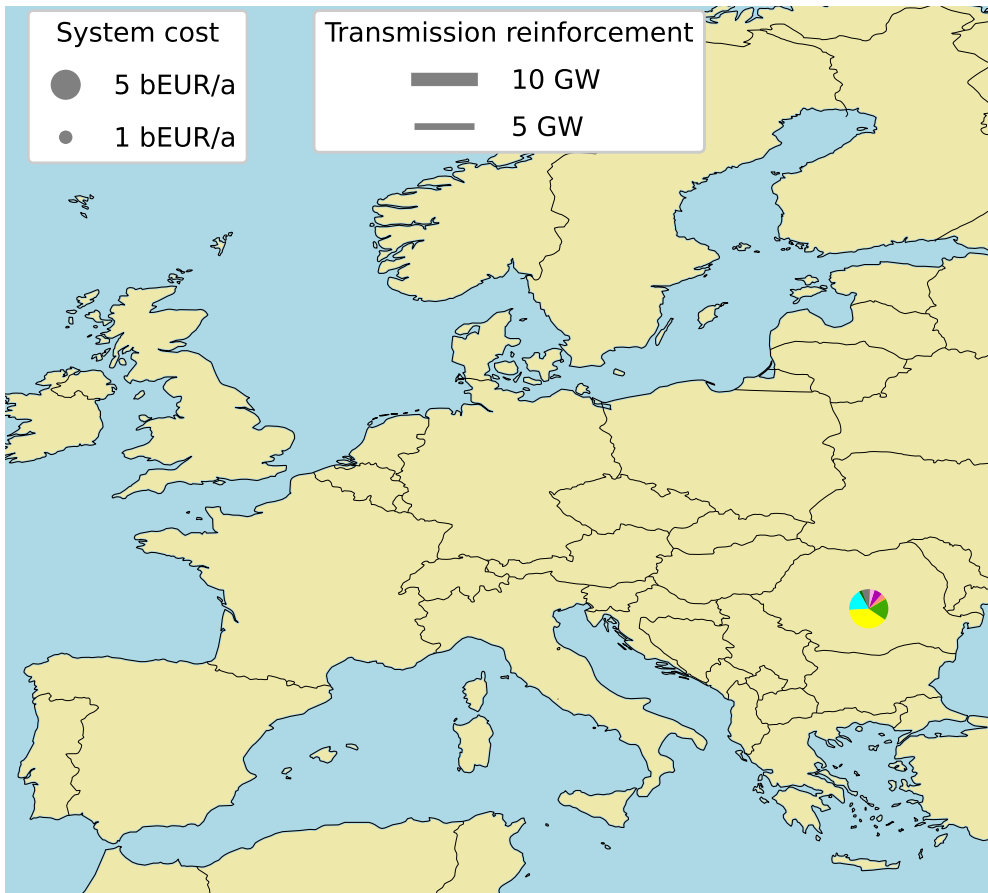 System cost
5 bEUR/a
1 bEUR/a
Transmission reinforcement
10 GW
5 GW